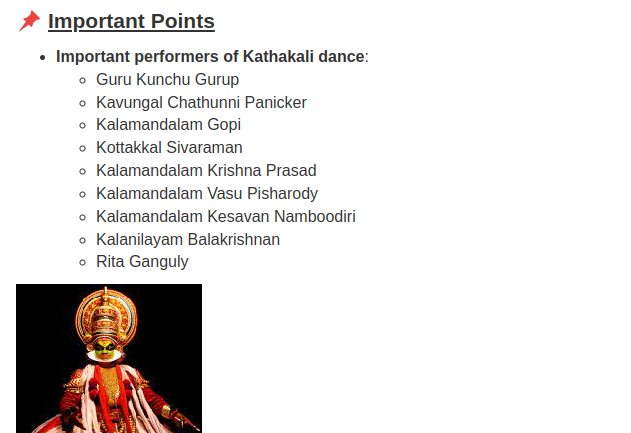 Important Points
Important performers of Kathakali dance:
Guru Kunchu Gurup
Kavungal Chathunni Panicker
Kalamandalam Gopi
Kottakkal Sivaraman
Kalamandalam Krishna Prasad
Kalamandalam Vasu Pisharody
Kalamandalam Kesavan Namboodiri
Kalanilayam Balakrishnan
Rita Ganguly